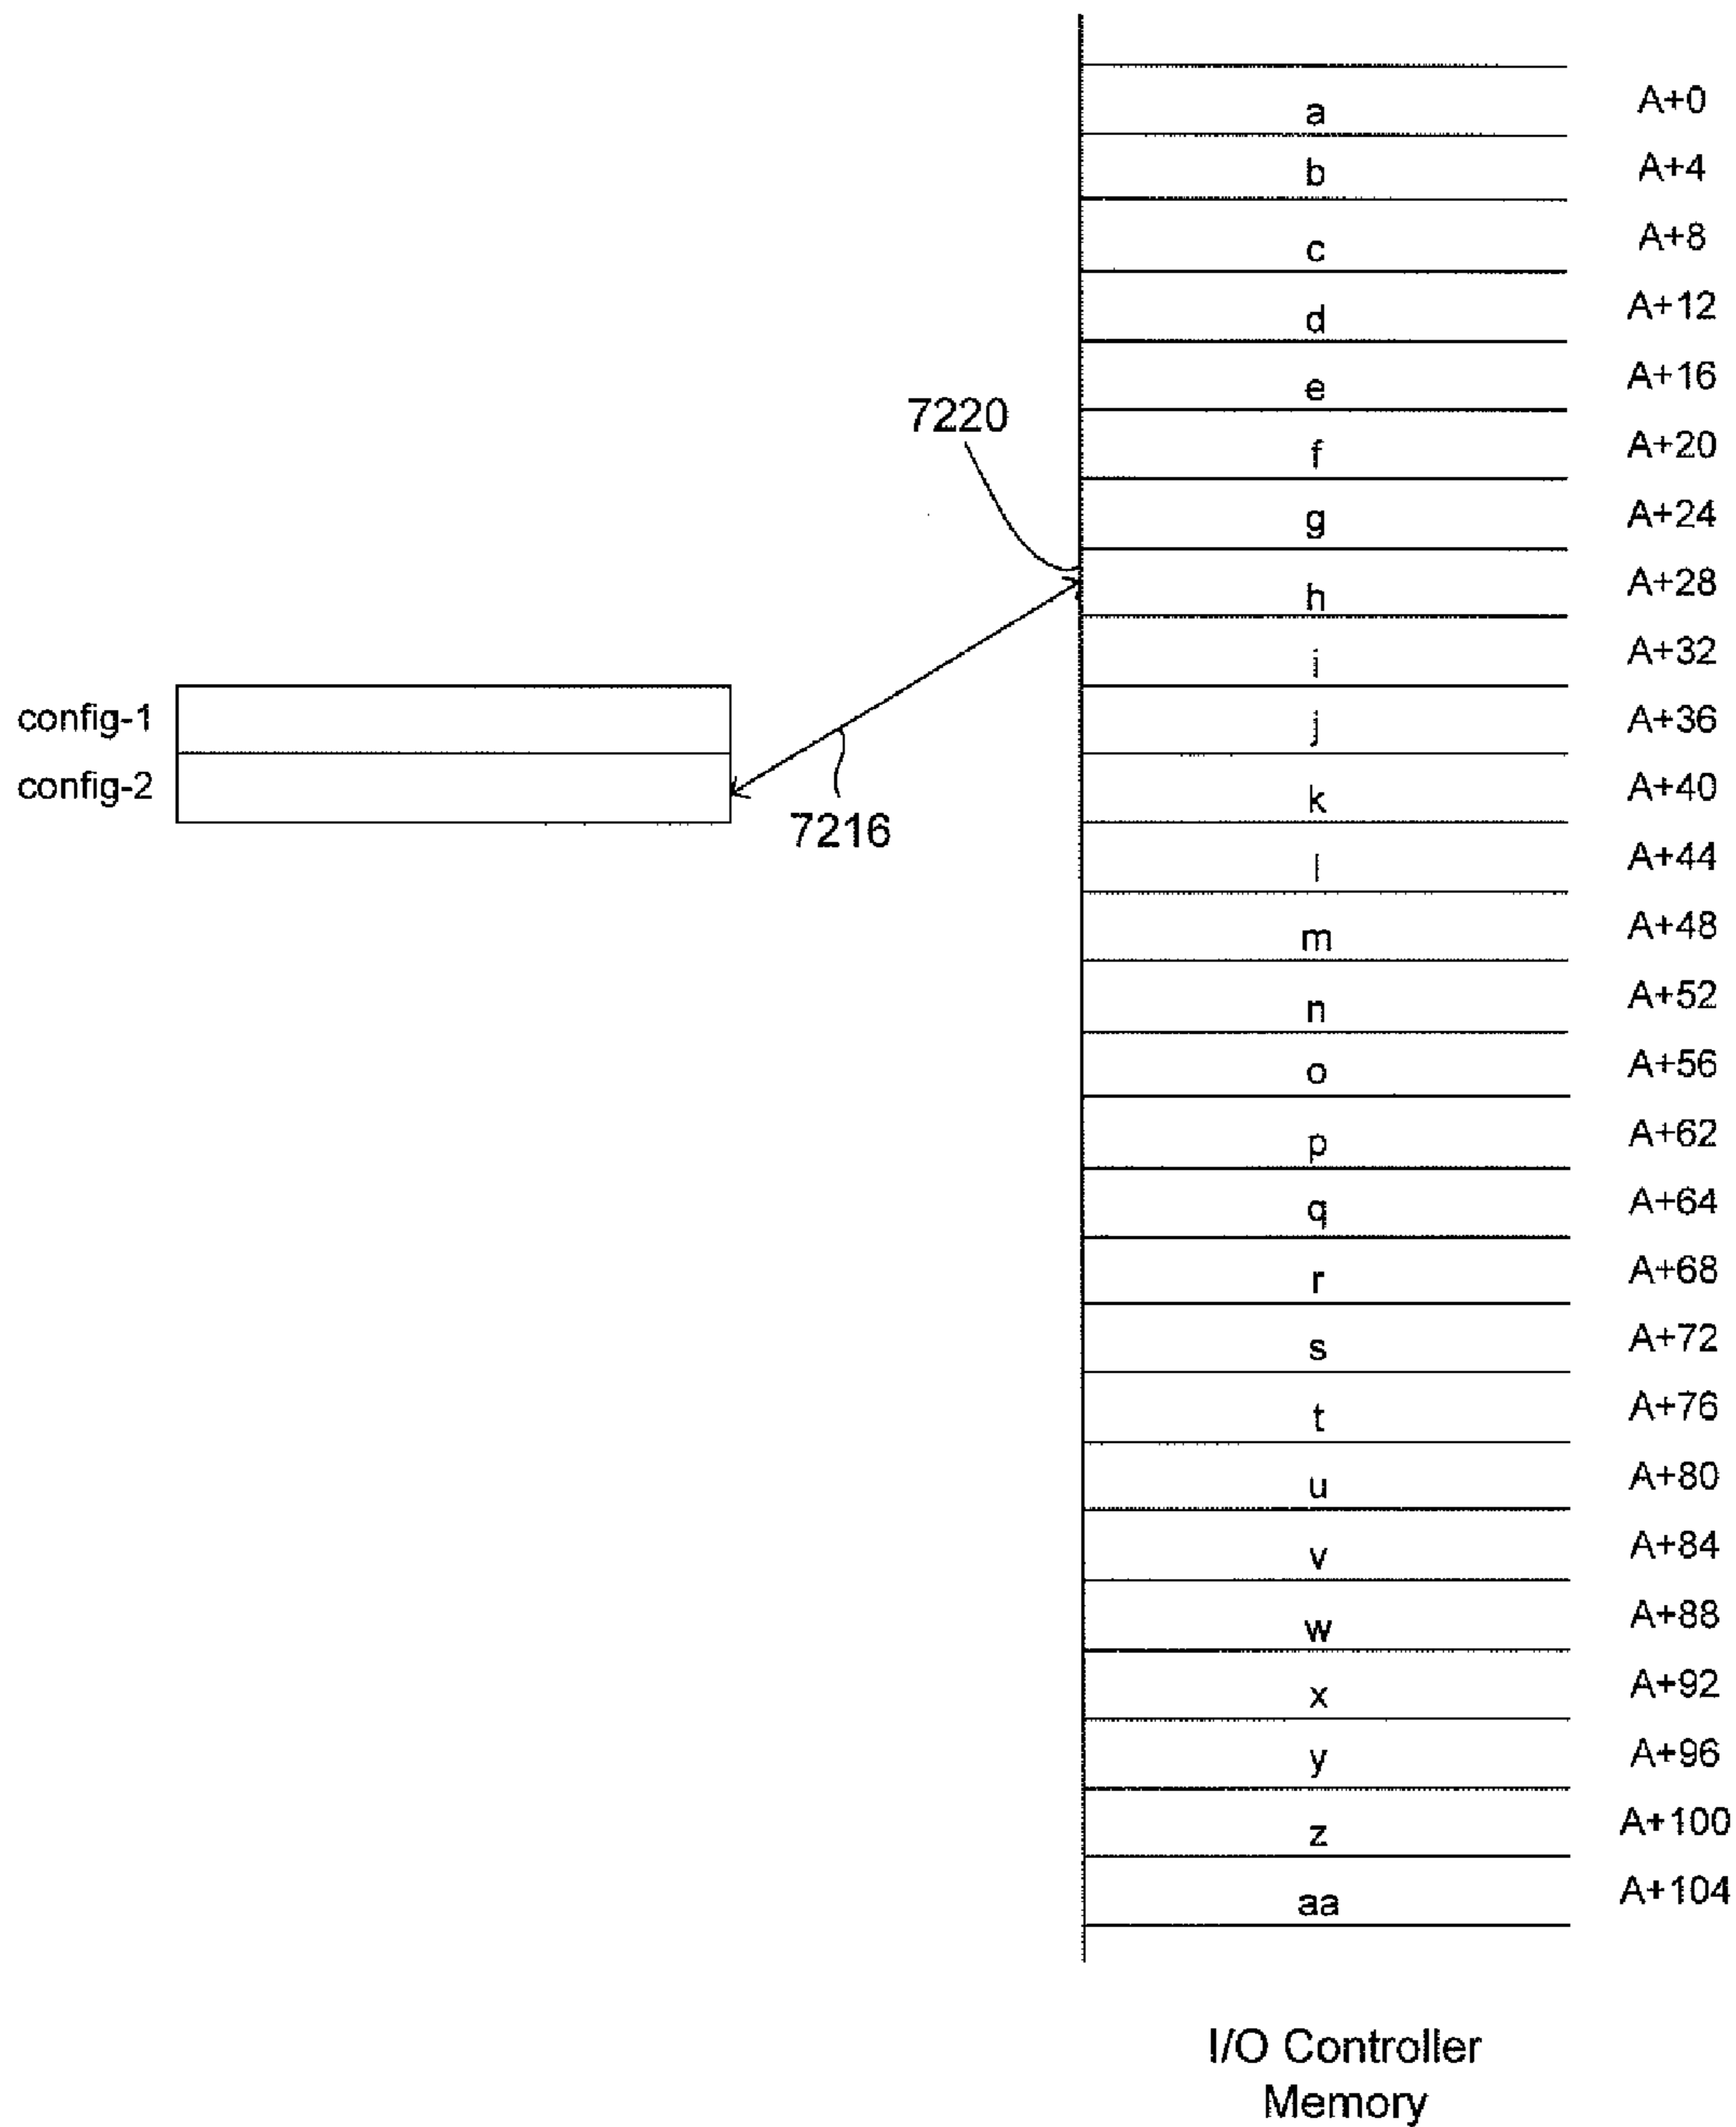 a A+0
b A+4
c A+8
d A+12
e A+16
7220
f A+20
g A+24
h A+28
i A+32
config-1
j A+36
config-2
k A+40
7216
l A+44
m A+48
n A+52
o A+56
p A+62
q A+64
r A+68
s A+72
t A+76
u A+80
v A+84
w A+88
x A+92
y A+96
z A+100
aa A+104
I/O Controller
Memory